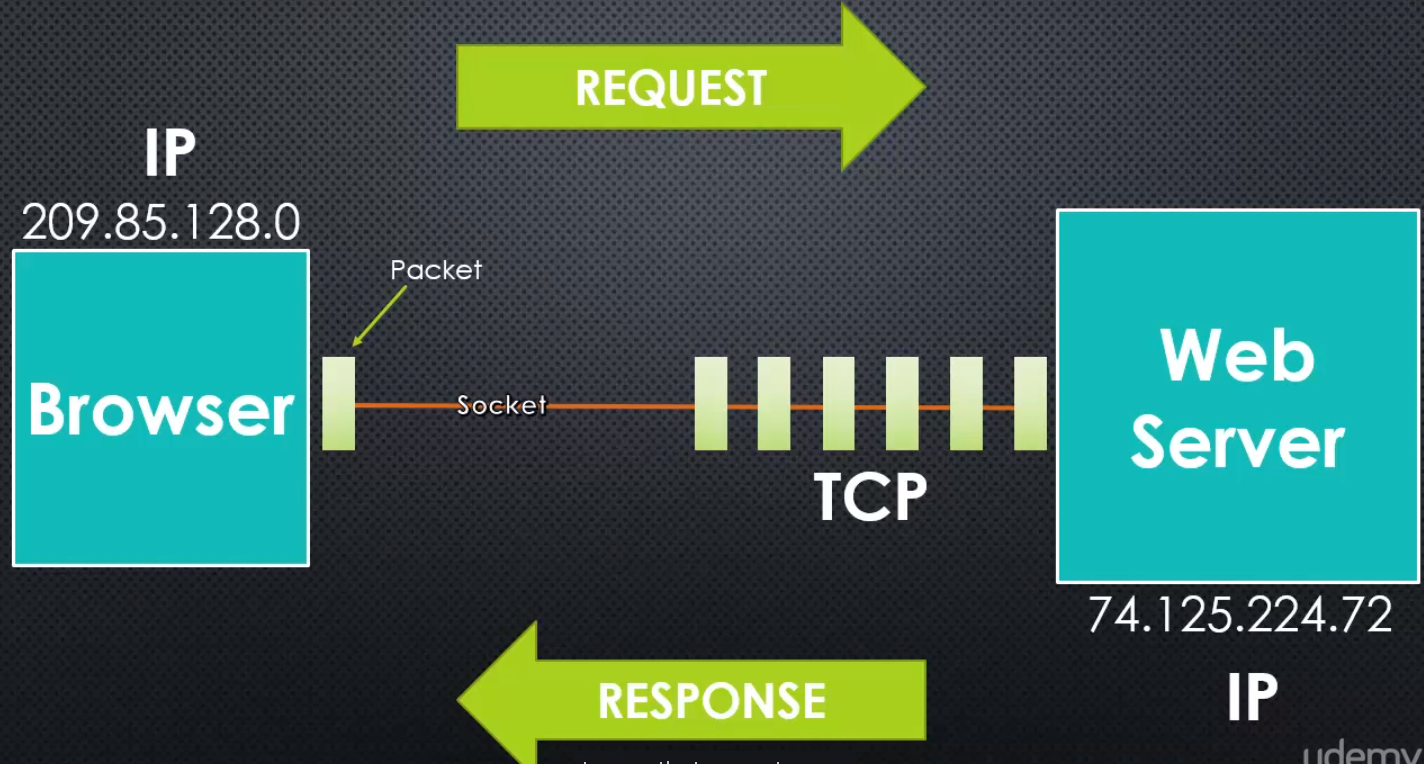 REQUEST
IP
209.85.128.0
Packet
Browser
Socket
Web
Server
TCP
74.125.224.72
IP
RESPONSE
udemy